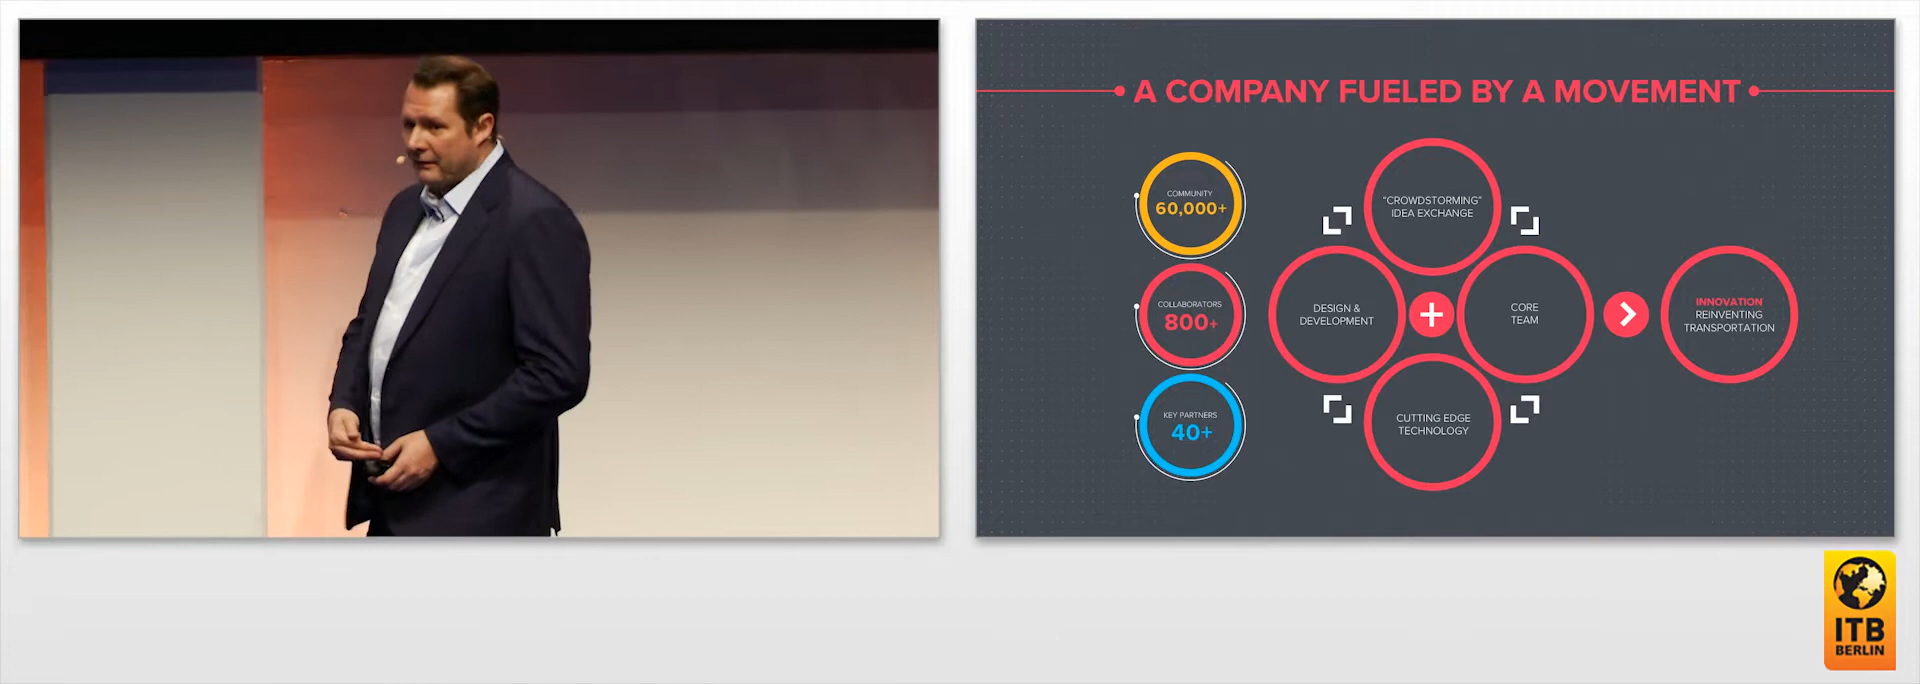 A COMPANY FUELED BY A MOVEMENT
COMMUNITY
60,000+
COLLABORATORS
800+
KEY PARTNERS
40+
"CROWDSTORMING"
IDEA EXCHANGE
DESIGN &
DEVELOPMENT
CORE
TEAM
CUTTING EDGE
TECHNOLOGY
INNOVATION
REINVENTING
TRANSPORTATION
ITB
BERLIN